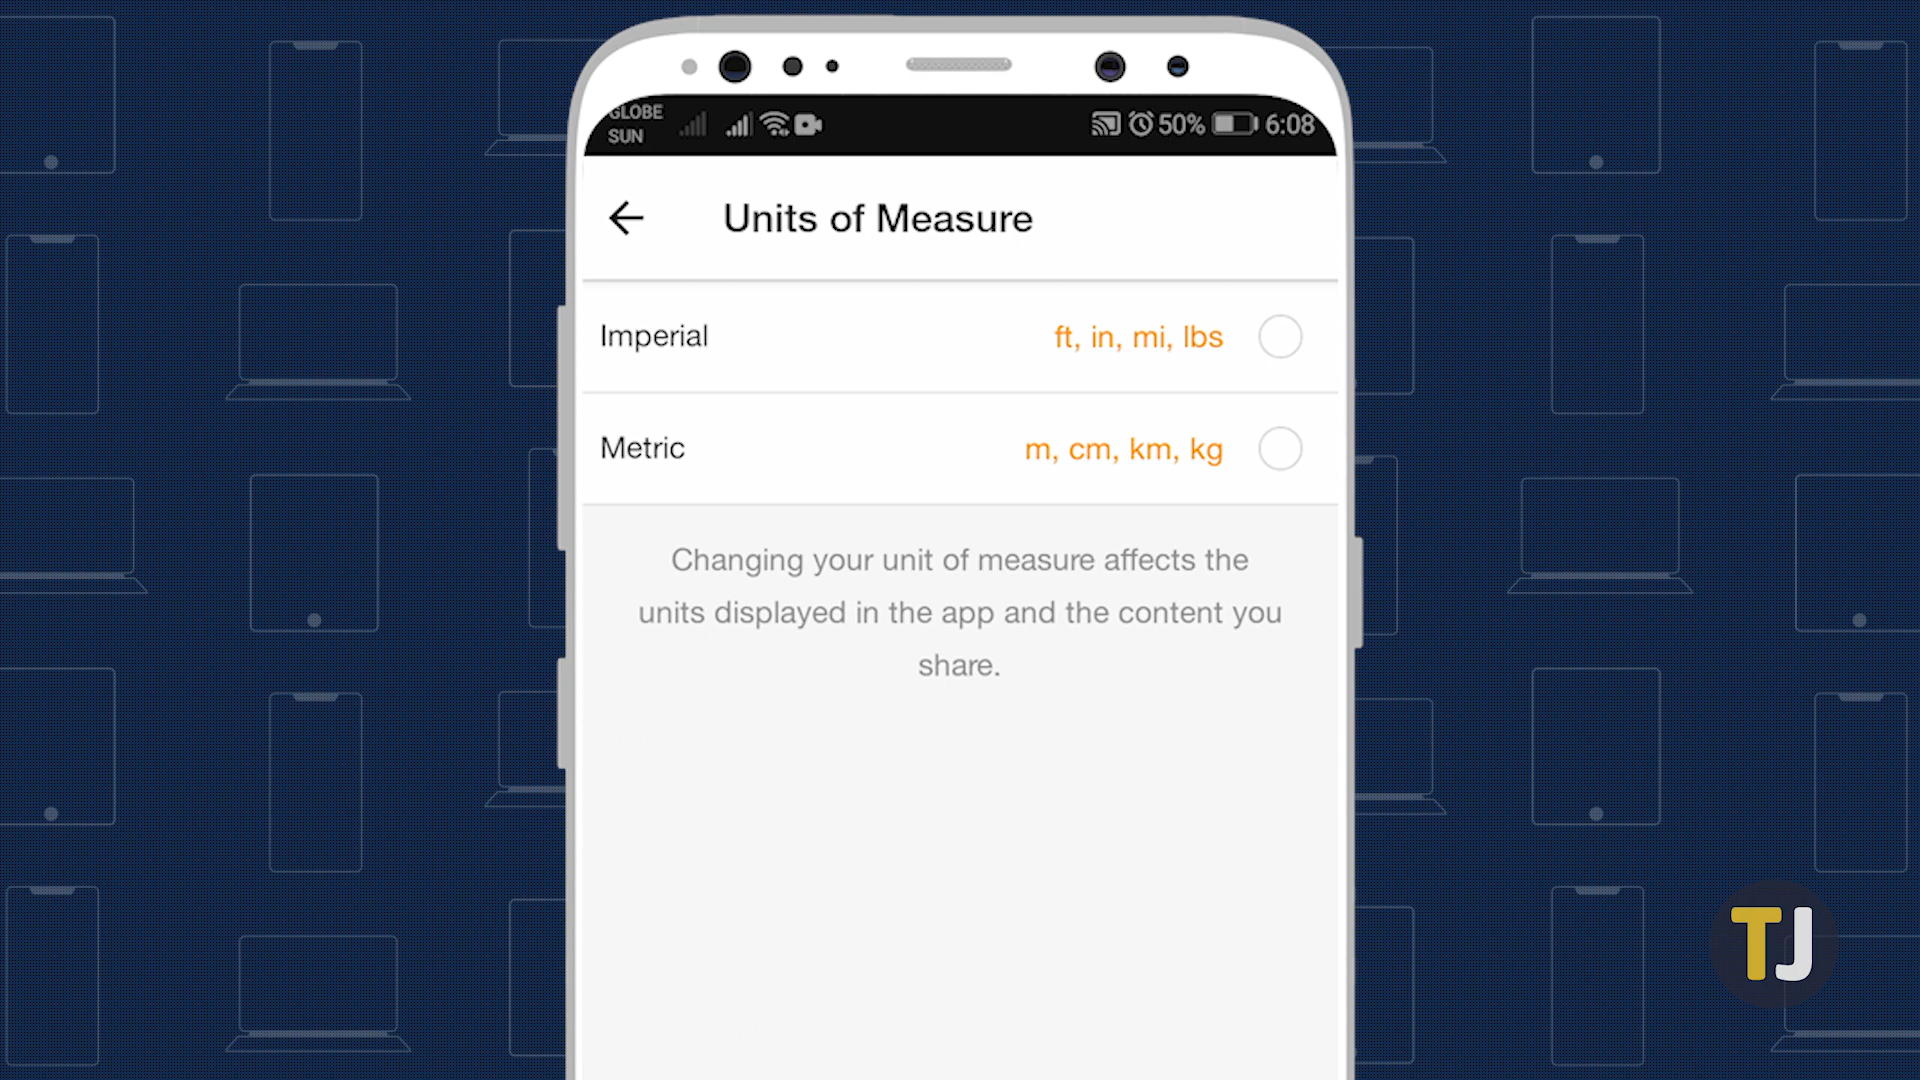 GLOBE
SUN
50% 6:08
Units of Measure
Imperial ft, in, mi, lbs
Metric m, cm, km, kg
Changing your unit of measure affects the
units displayed in the app and the content you
share.
TJ